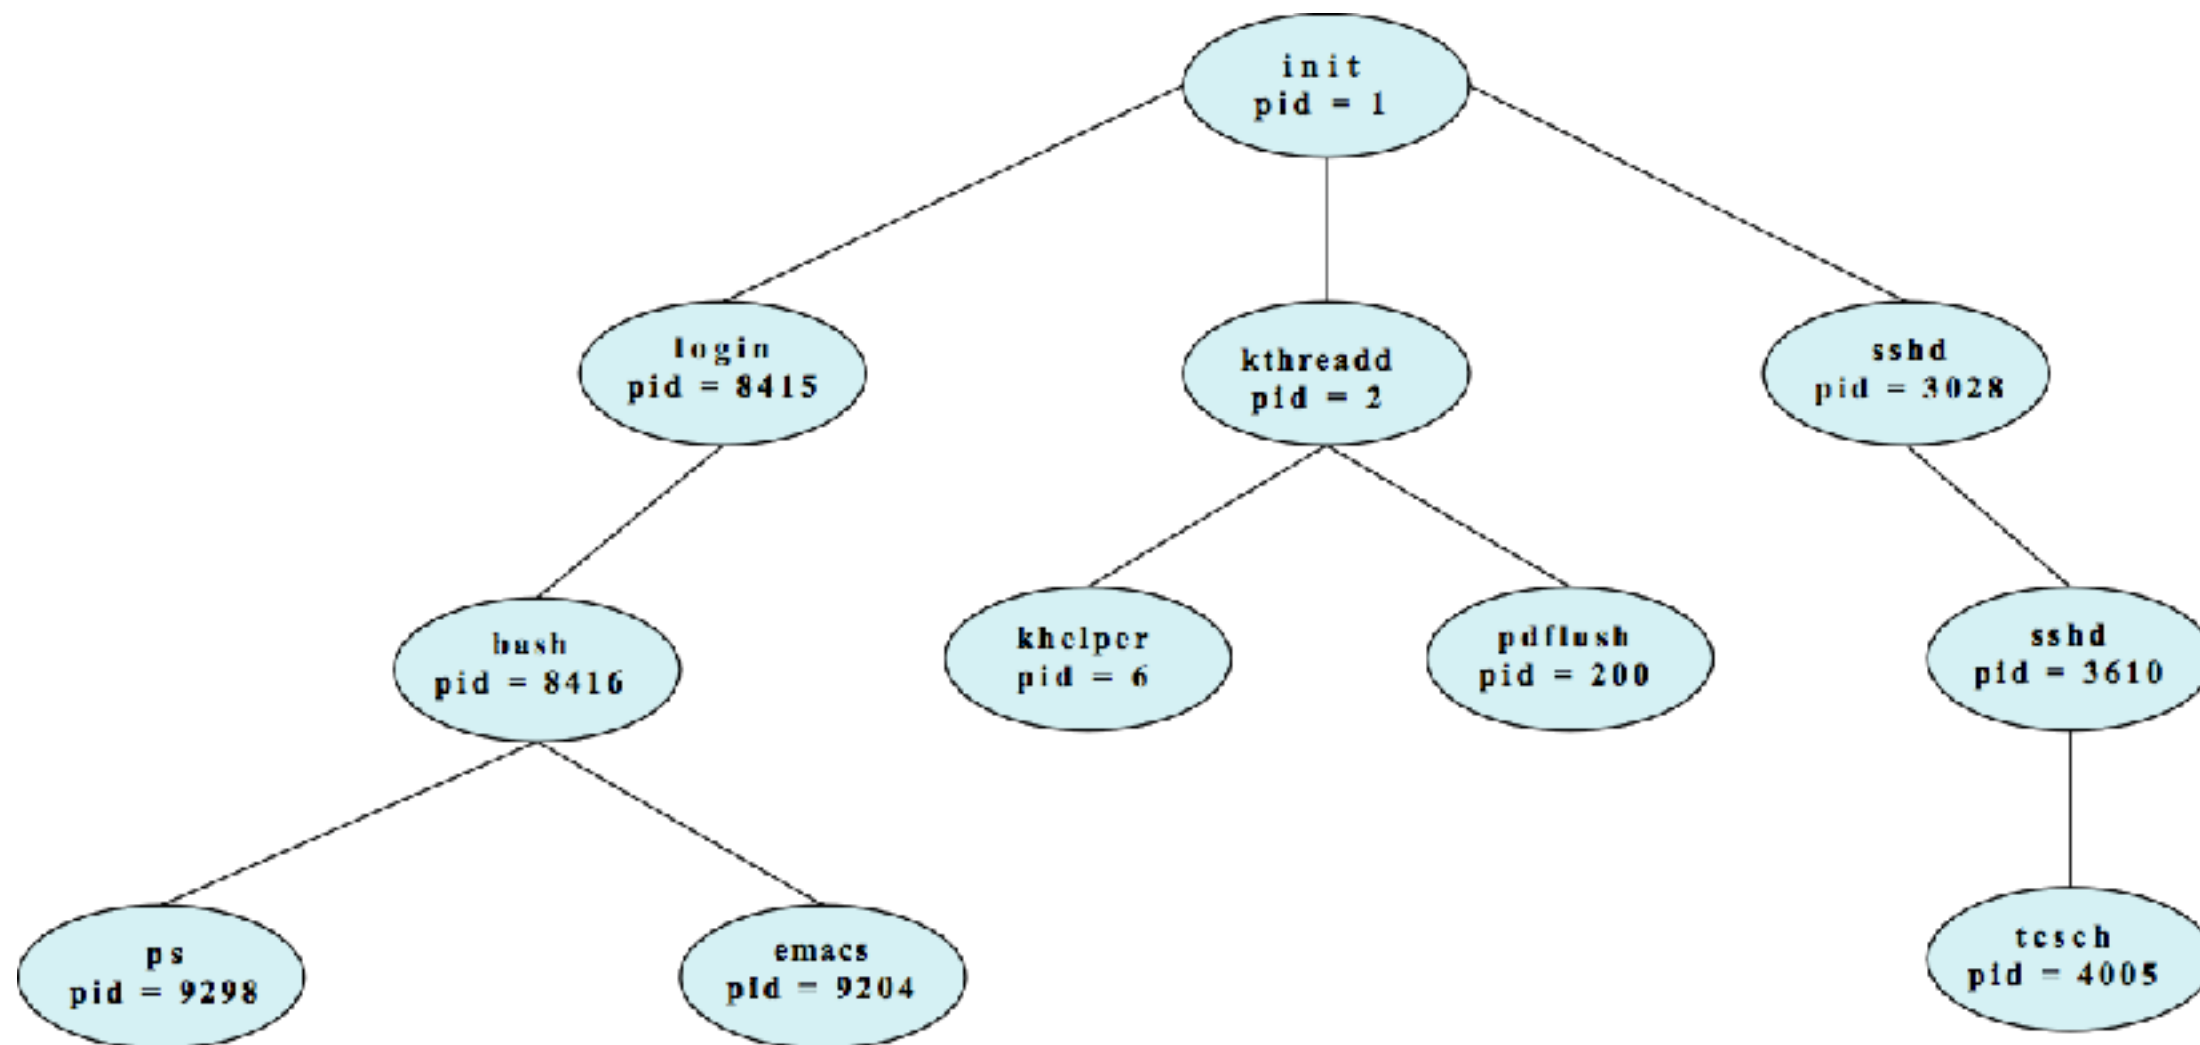 init
pid = 1
login
pid = 8415
kthreadd
pid = 2
sshd
pid = 3028
bash
pid = 8416
khelper
pid = 6
pdflush
pid = 200
sshd
pid = 3610
ps
pid = 9298
emacs
pid = 9204
tcsch
pid = 4005